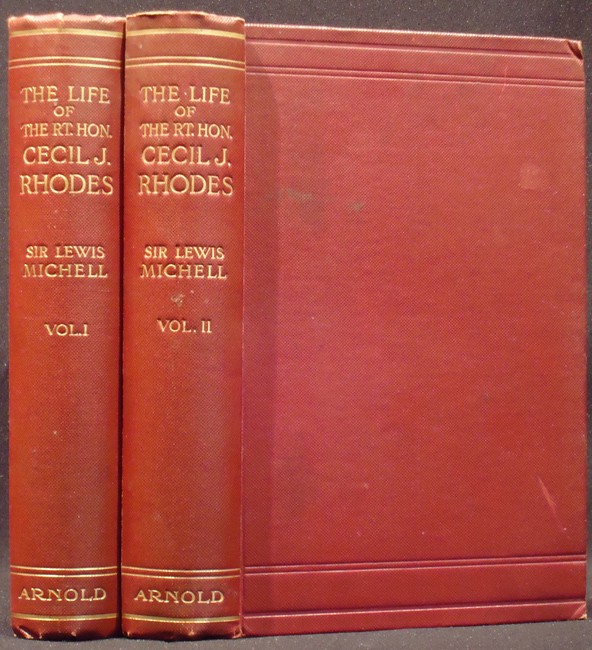 THE LIFE
OF
THE RT. HON.
CECIL J.
RHODES
SIR LEWIS
MICHELL
VOL. I
ARNOLD
THE LIFE
OF
THE RT. HON.
CECIL J.
RHODES
SIR LEWIS
MICHELL
VOL. II
ARNOLD